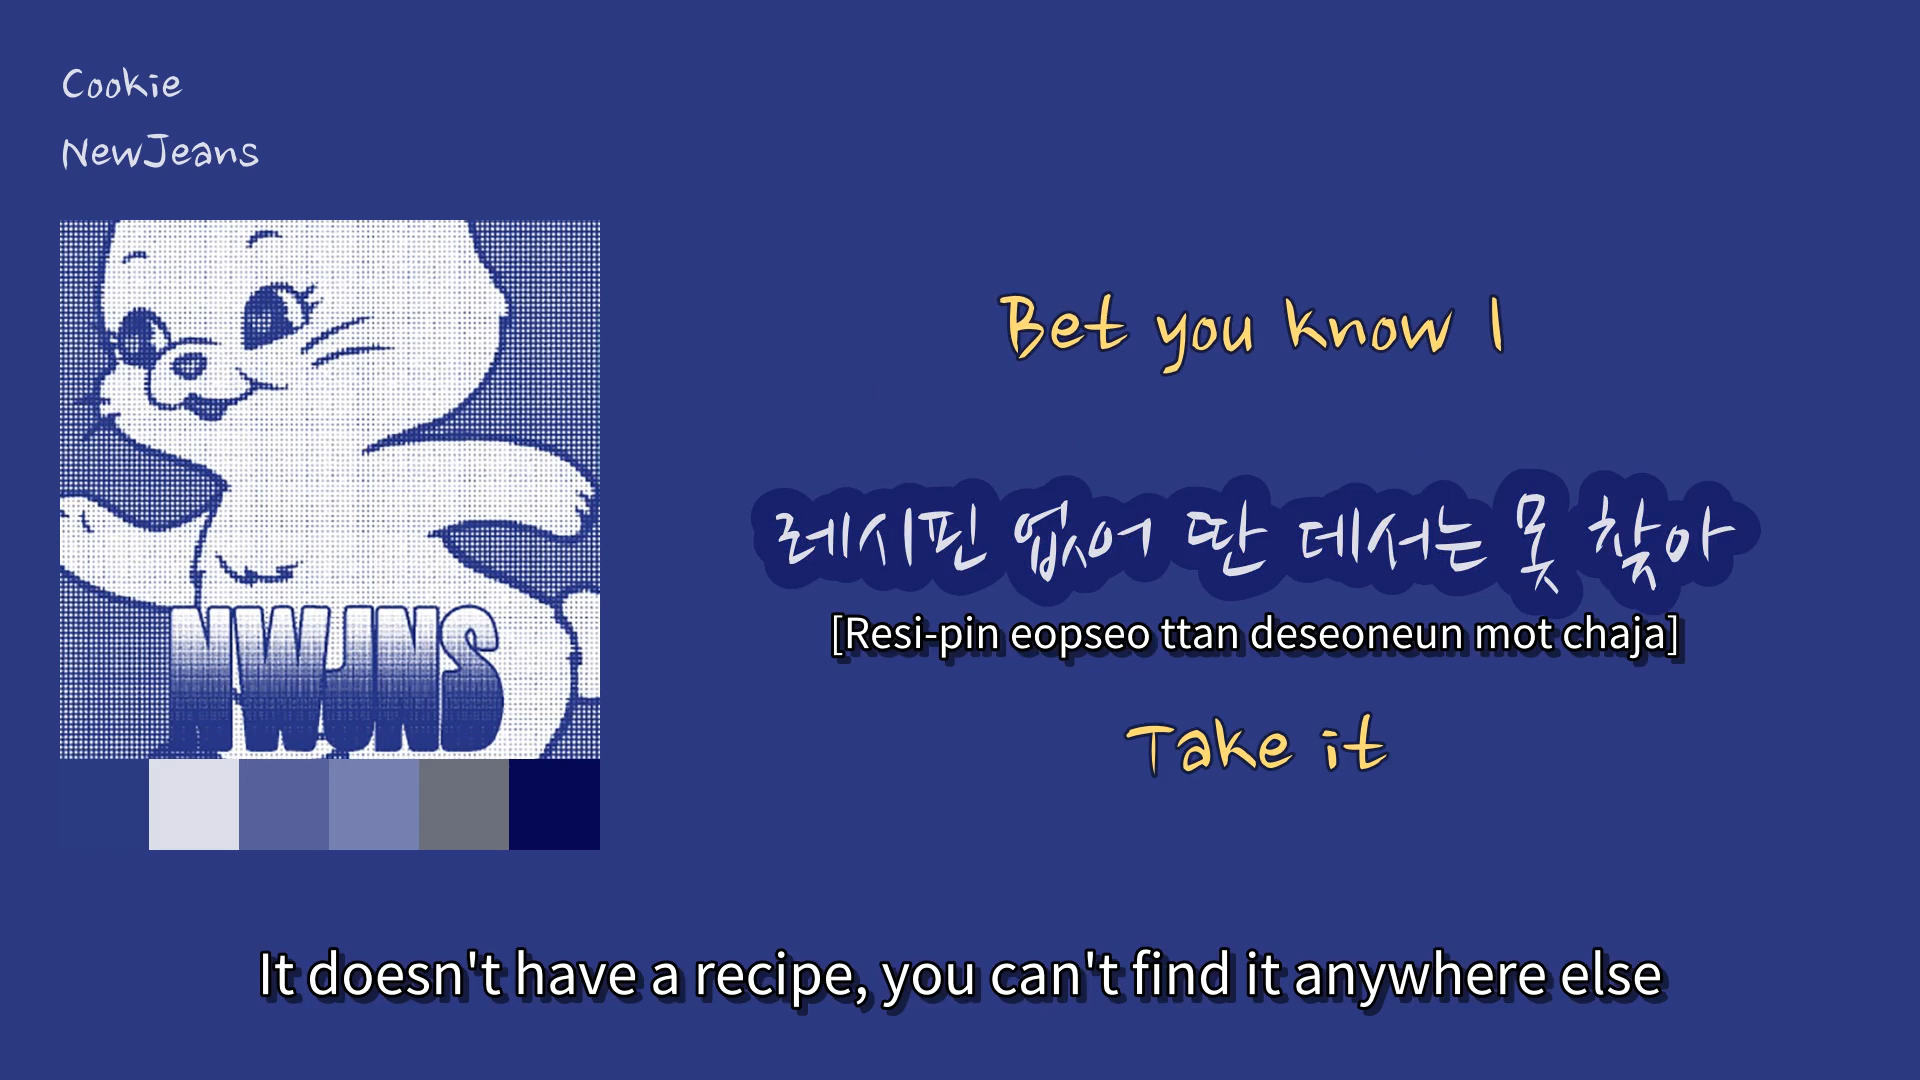 Cookie
NewJeans
NWJNS
Bet you know I
레시핀 없어 딴 데서는 못 찾아
[Resi-pin eopseo ttan deseoneun mot chaja]
Take it
It doesn't have a recipe, you can't find it anywhere else